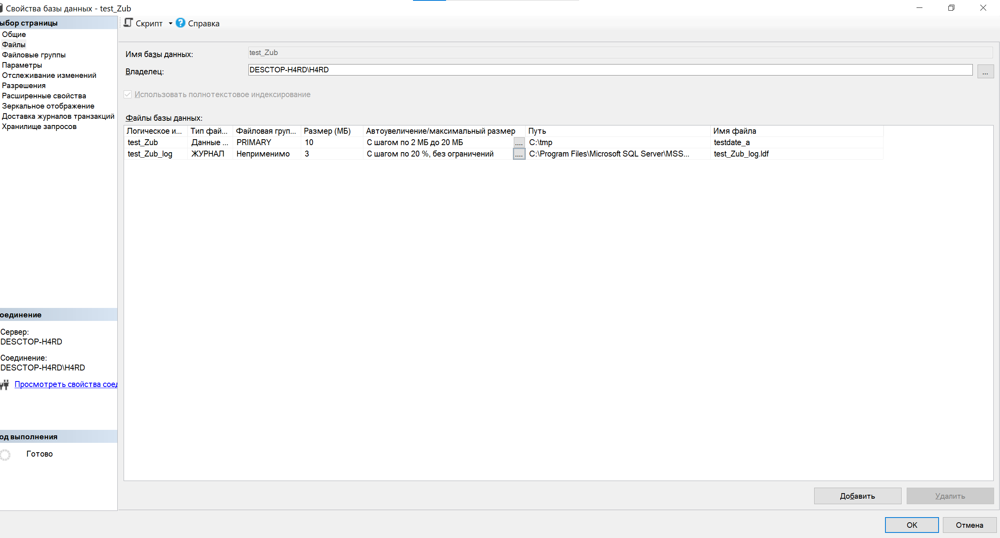 Свойства базы данных - test_Zub
ыбор страницы
Общие
Файлы
Файловые группы
Параметры
Отслеживание изменений
Разрешения
Расширенные свойства
Зеркальное отображение
Доставка журналов транзакций
Хранилище запросов
оединение
Сервер:
DESCTOP-H4RD
Соединение:
DESCTOP-H4RD\H4RD
Просмотреть свойства соед
од выполнения
Готово
Скрипт ? Справка
Имя базы данных: test_Zub
Владелец: DESCTOP-H4RD\H4RD ...
Использовать полнотекстовое индексирование
Файлы базы данных:
Логическое и... Тип фай... Файловая груп... Размер (МБ) Автоувеличение/максимальный размер Путь Имя файла
test_Zub Данные ... PRIMARY 10 С шагом по 2 МБ до 20 МБ .... C:\tmp testdate_a
test_Zub_log ЖУРНАЛ Неприменимо 3 С шагом по 20 %, без ограничений .... C:\Program Files\Microsoft SQL Server\MSS... test_Zub_log.ldf
Добавить Удалить
OK Отмена